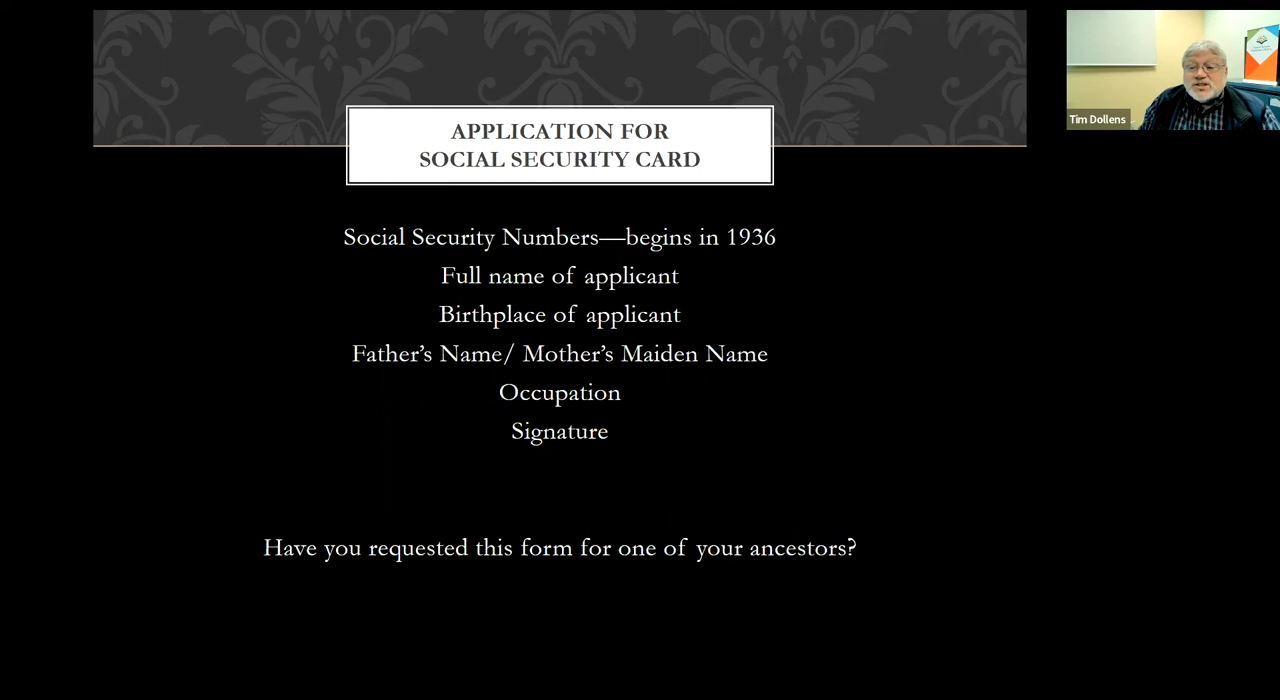 APPLICATION FOR
SOCIAL SECURITY CARD
Social Security Numbers—begins in 1936
Full name of applicant
Birthplace of applicant
Father’s Name/ Mother’s Maiden Name
Occupation
Signature
Have you requested this form for one of your ancestors?
Tim Dollens